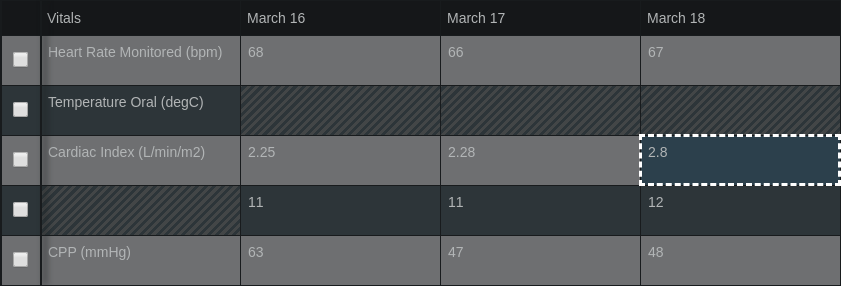 Vitals March 16 March 17 March 18
Heart Rate Monitored (bpm) 68 66 67
Temperature Oral (degC)
Cardiac Index (L/min/m2) 2.25 2.28 2.8
11 11 12
CPP (mmHg) 63 47 48